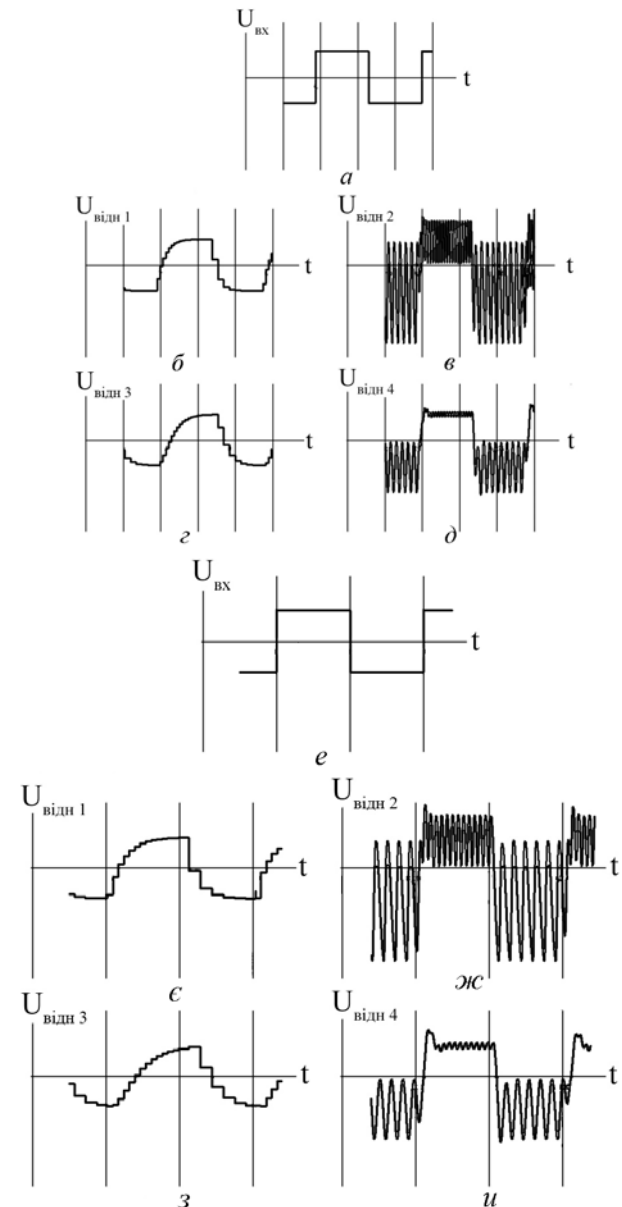 U вх
t
а
U відн 1
t
б
U відн 2
t
в
U відн 3
t
г
U відн 4
t
д
U вх
t
е
U відн 1
t
є
U відн 2
t
ж
U відн 3
t
з
U відн 4
t
и